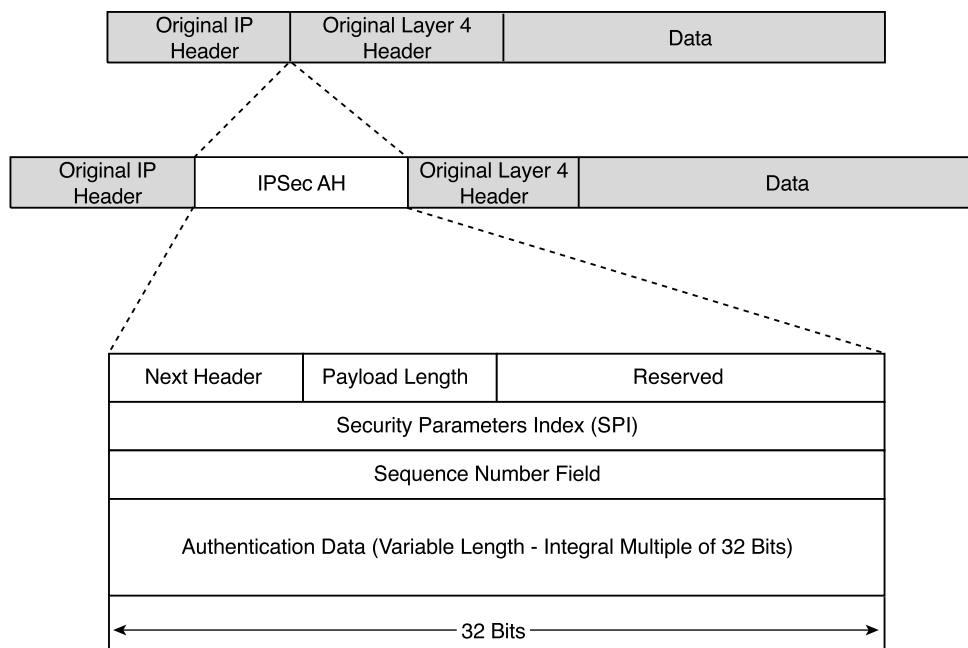 Original IP
Header
Original Layer 4
Header
Data
Original IP
Header
IPSec AH
Original Layer 4
Header
Data
Next Header
Payload Length
Reserved
Security Parameters Index (SPI)
Sequence Number Field
Authentication Data (Variable Length - Integral Multiple of 32 Bits)
32 Bits